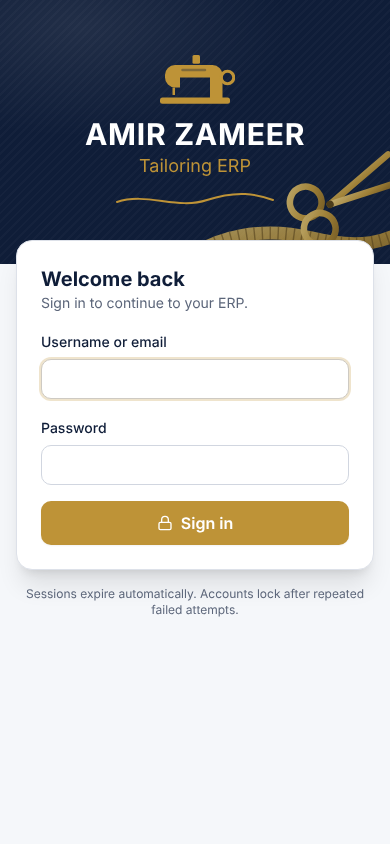 AMIR ZAMEER
Tailoring ERP
Welcome back
Sign in to continue to your ERP.
Username or email
Password
Sign in
Sessions expire automatically. Accounts lock after repeated
failed attempts.